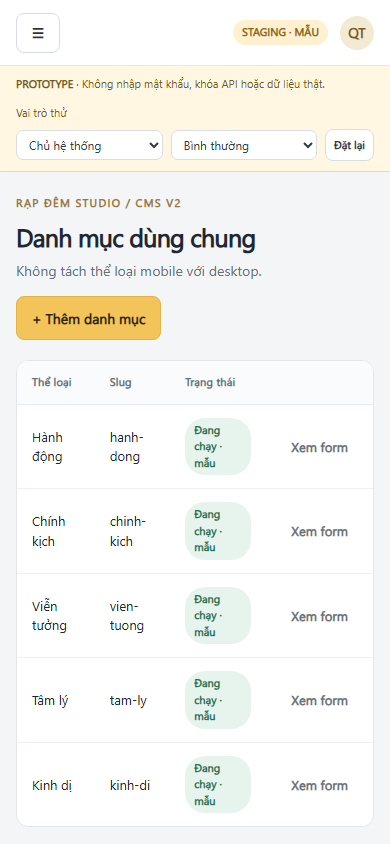 ☰
STAGING · MẪU
QT
PROTOTYPE · Không nhập mật khẩu, khóa API hoặc dữ liệu thật.
Vai trò thử
Chủ hệ thống
Bình thường
Đặt lại
RẠP ĐÊM STUDIO / CMS V2
Danh mục dùng chung
Không tách thể loại mobile với desktop.
+ Thêm danh mục
Thể loại Slug Trạng thái
Hành động
hanh-dong
Đang chạy · mẫu
Xem form
Chính kịch
chinh-kich
Đang chạy · mẫu
Xem form
Viễn tưởng
vien-tuong
Đang chạy · mẫu
Xem form
Tâm lý
tam-ly
Đang chạy · mẫu
Xem form
Kinh dị
kinh-di
Đang chạy · mẫu
Xem form